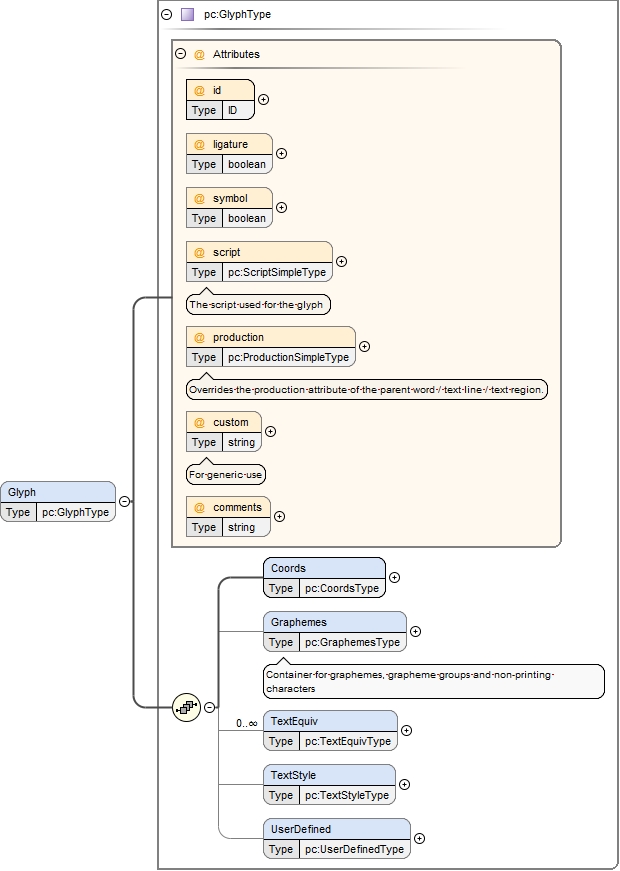 pc:GlyphType
@ Attributes
@ id
Type ID
@ ligature
Type boolean
@ symbol
Type boolean
@ script
Type pc:ScriptSimpleType
The script used for the glyph
@ production
Type pc:ProductionSimpleType
Overrides the production attribute of the parent word / text line / text region.
@ custom
Type string
For generic use
@ comments
Type string
Glyph
Type pc:GlyphType
Coords
Type pc:CoordsType
Graphemes
Type pc:GraphemesType
Container for graphemes, grapheme groups and non-printing
characters
0..∞
TextEquiv
Type pc:TextEquivType
TextStyle
Type pc:TextStyleType
UserDefined
Type pc:UserDefinedType